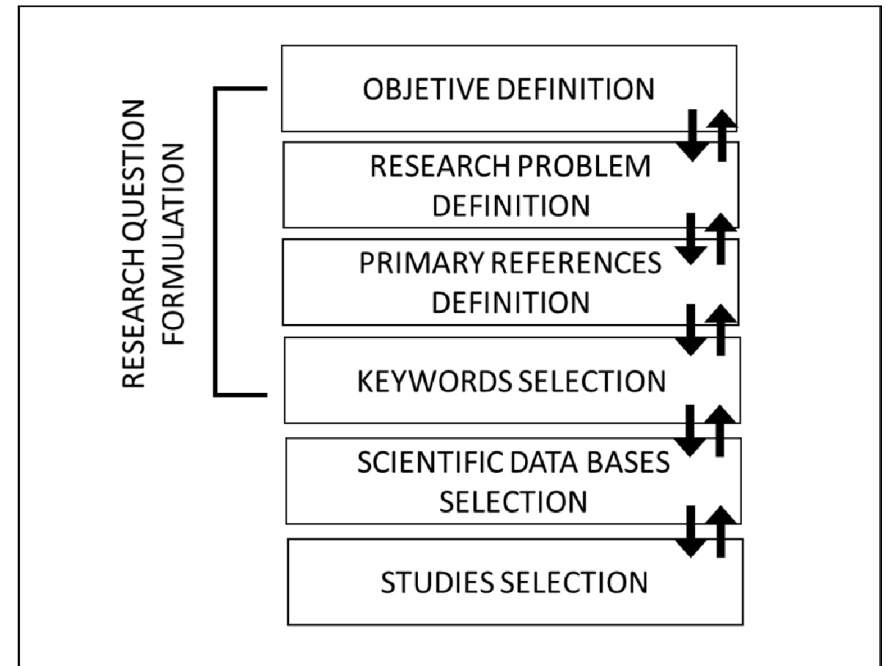 RESEARCH QUESTION
FORMULATION
OBJETIVE DEFINITION
RESEARCH PROBLEM
DEFINITION
PRIMARY REFERENCES
DEFINITION
KEYWORDS SELECTION
SCIENTIFIC DATA BASES
SELECTION
STUDIES SELECTION